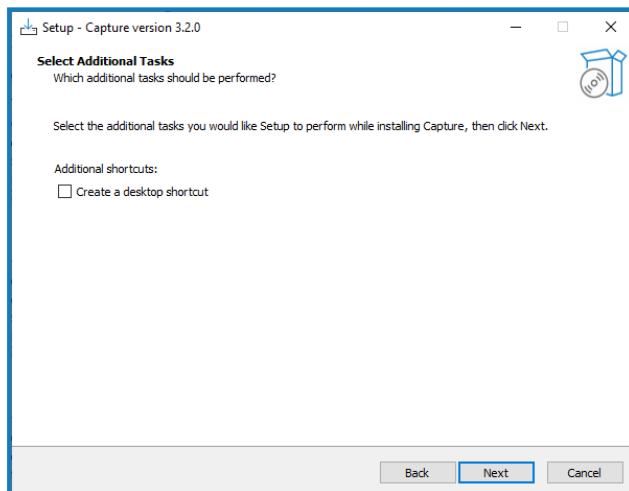 Setup - Capture version 3.2.0
Select Additional Tasks
Which additional tasks should be performed?
Select the additional tasks you would like Setup to perform while installing Capture, then click Next.
Additional shortcuts:
Create a desktop shortcut
Back Next Cancel